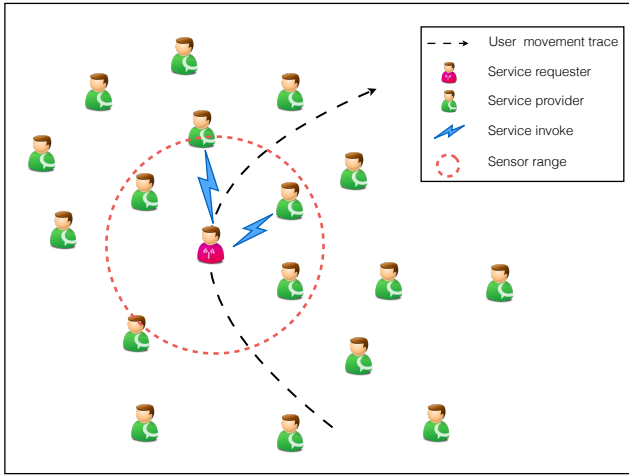 User movement trace
Service requester
Service provider
Service invoke
Sensor range